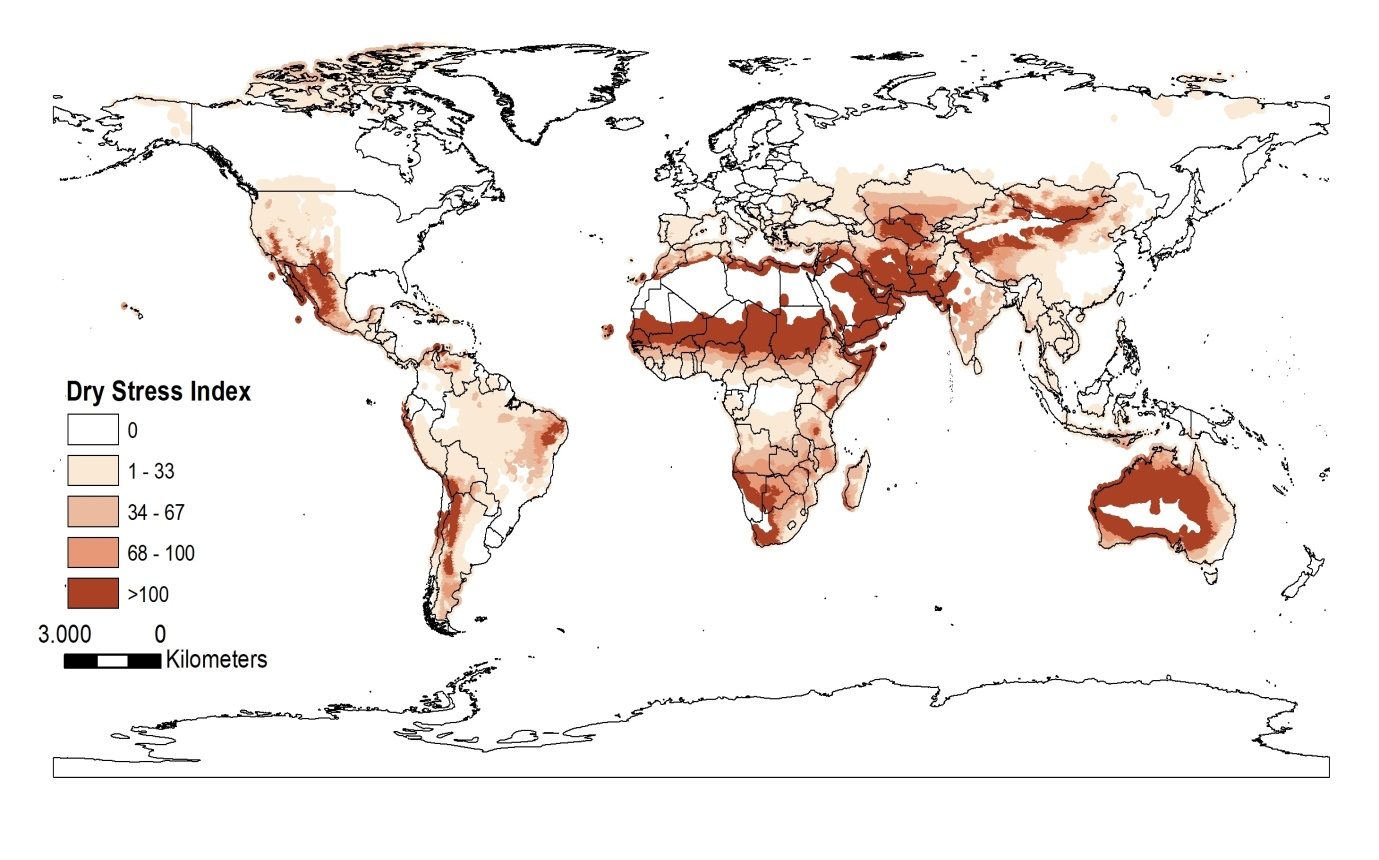 Dry Stress Index
0
1 - 33
34 - 67
68 - 100
>100
3.000 0
Kilometers